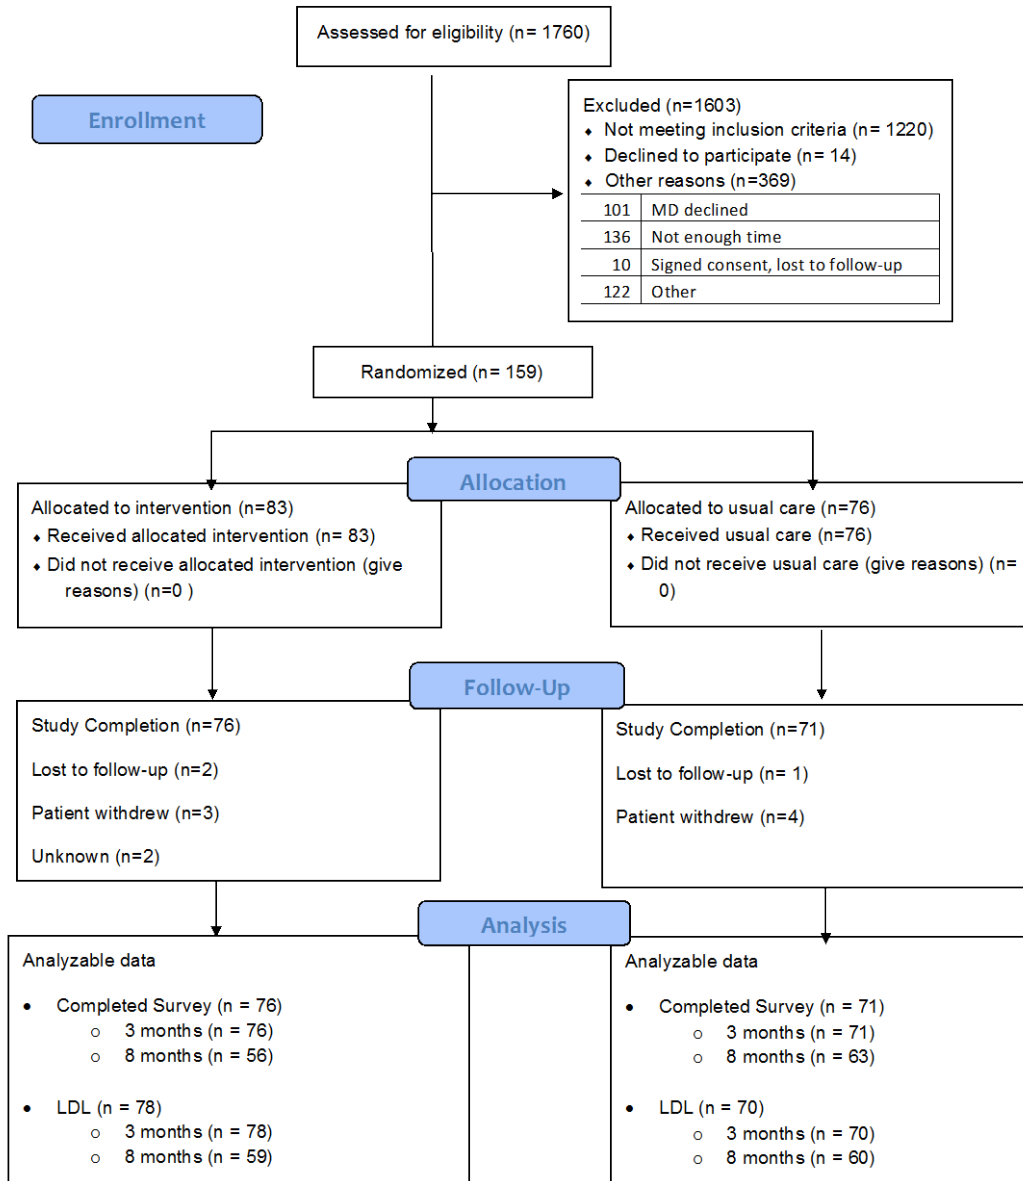 Assessed for eligibility (n= 1760)
Enrollment
Excluded (n=1603)
⬧ Not meeting inclusion criteria (n= 1220)
⬧ Declined to participate (n= 14)
⬧ Other reasons (n=369)
101 MD declined
136 Not enough time
10 Signed consent, lost to follow-up
122 Other
Randomized (n= 159)
Allocation
Allocated to intervention (n=83)
⬧ Received allocated intervention (n= 83)
⬧ Did not receive allocated intervention (give
reasons) (n=0 )
Allocated to usual care (n=76)
⬧ Received usual care (n=76)
⬧ Did not receive usual care (give reasons) (n=
0)
Follow-Up
Study Completion (n=76)
Lost to follow-up (n=2)
Patient withdrew (n=3)
Unknown (n=2)
Study Completion (n=71)
Lost to follow-up (n= 1)
Patient withdrew (n=4)
Analysis
Analyzable data
• Completed Survey (n = 76)
o 3 months (n = 76)
o 8 months (n = 56)
• LDL (n = 78)
o 3 months (n = 78)
o 8 months (n = 59)
Analyzable data
• Completed Survey (n = 71)
o 3 months (n = 71)
o 8 months (n = 63)
• LDL (n = 70)
o 3 months (n = 70)
o 8 months (n = 60)